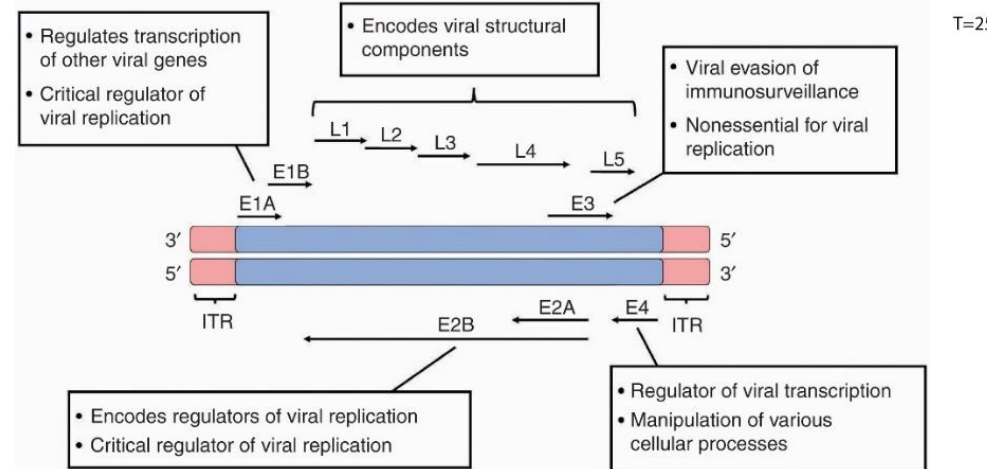 • Regulates transcription
of other viral genes
• Critical regulator of
viral replication
• Encodes viral structural
components
T=25
• Viral evasion of
immunosurveillance
• Nonessential for viral
replication
L1
L2
L3
L4
L5
E1B
E1A
E3
3′
5′
5′
3′
ITR
E2B
E2A
E4
ITR
• Encodes regulators of viral replication
• Critical regulator of viral replication
• Regulator of viral transcription
• Manipulation of various
cellular processes